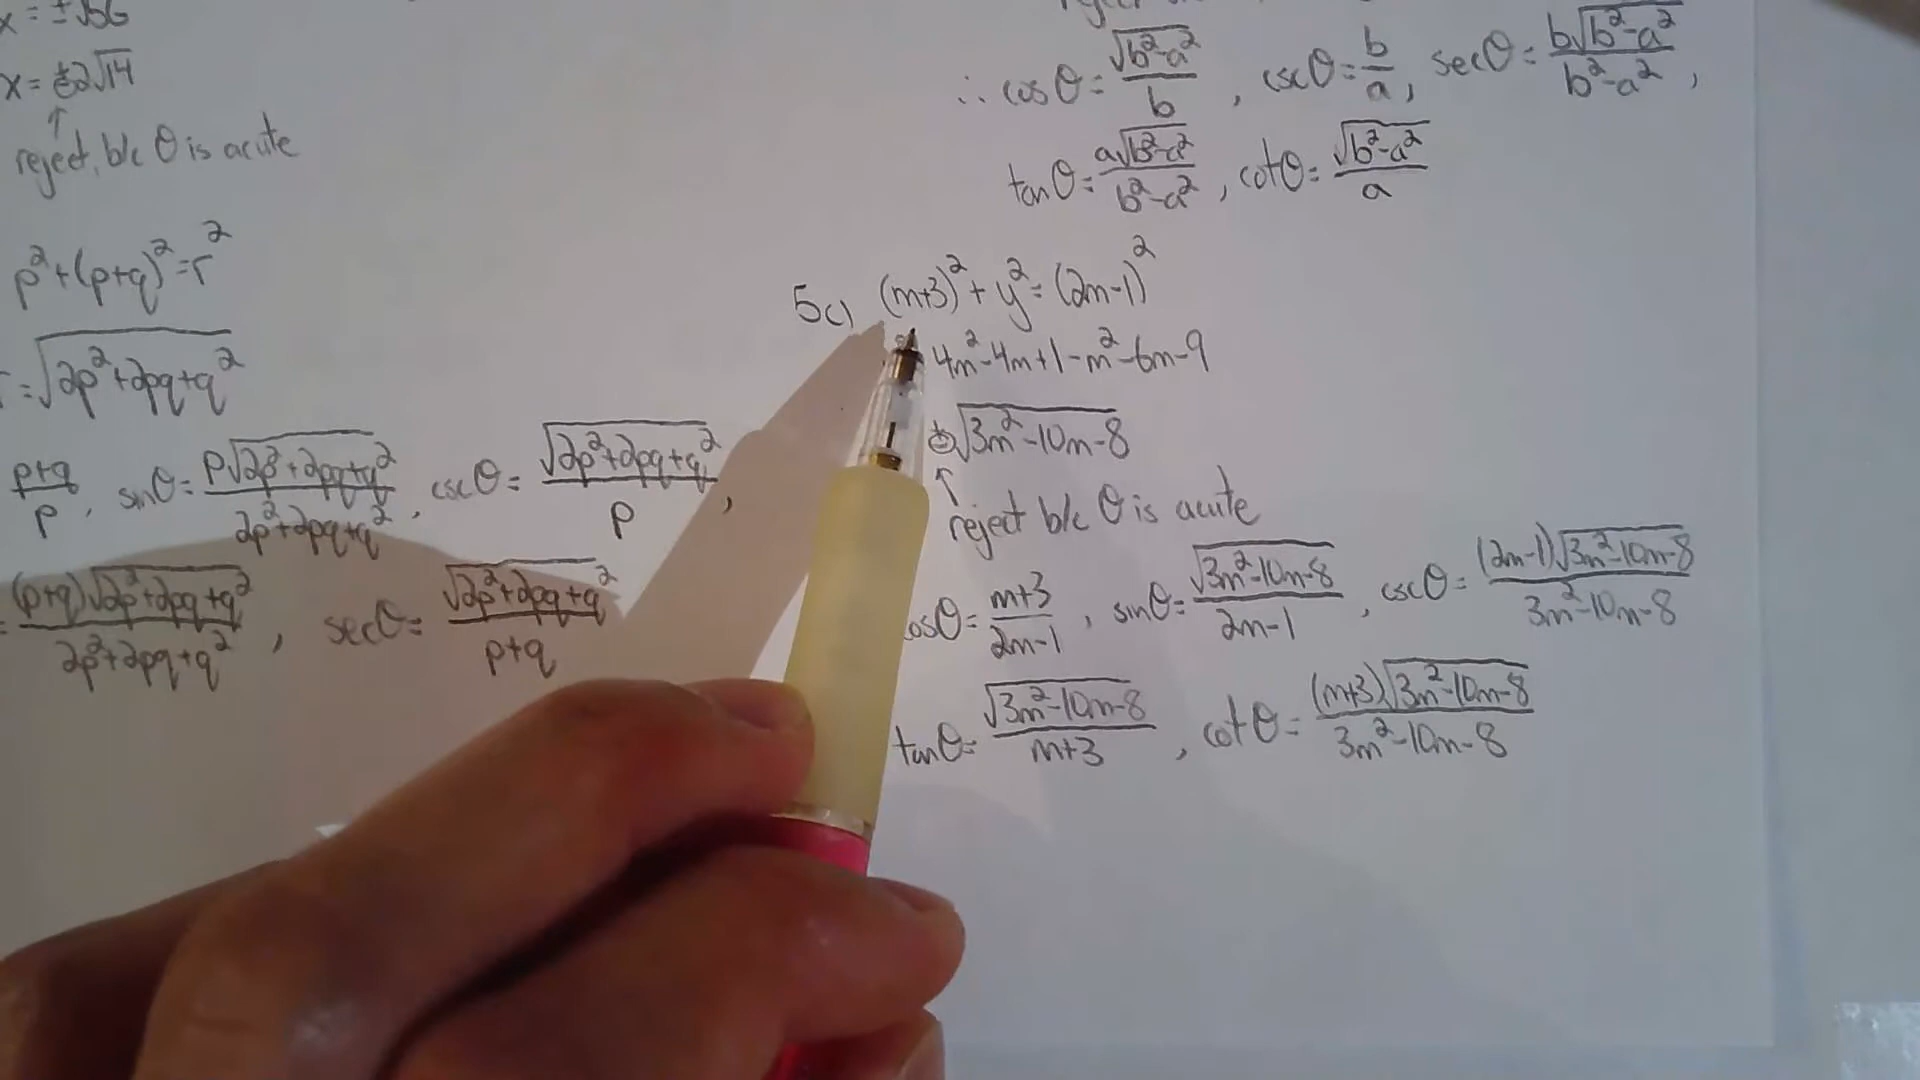 x = ±√56
x = ±2√14
↑
reject, b/c θ is acute
p²+(p+q)²=r²
=√2p²+2pq+q²
p+q/p, sinθ= p√2p²+2pq+q²/2p²+2pq+q², cscθ= √2p²+2pq+q²/p,
= (p+q)√2p²+2pq+q²/2p²+2pq+q², secθ= √2p²+2pq+q²/p+q
∴ cosθ= √b²-a²/b, cscθ= b/a, secθ= b√b²-a²/b²-a²,
tanθ= a√b²-a²/b²-a², cotθ= √b²-a²/a
5c) (m+3)²+y²=(2m-1)²
4m²-4m+1-m²-6m-9
±√3m²-10m-8
↑
reject b/c θ is acute
cosθ= m+3/2m-1, sinθ= √3m²-10m-8/2m-1, cscθ= (2m-1)√3m²-10m-8/3m²-10m-8
tanθ= √3m²-10m-8/m+3, cotθ= (m+3)√3m²-10m-8/3m²-10m-8